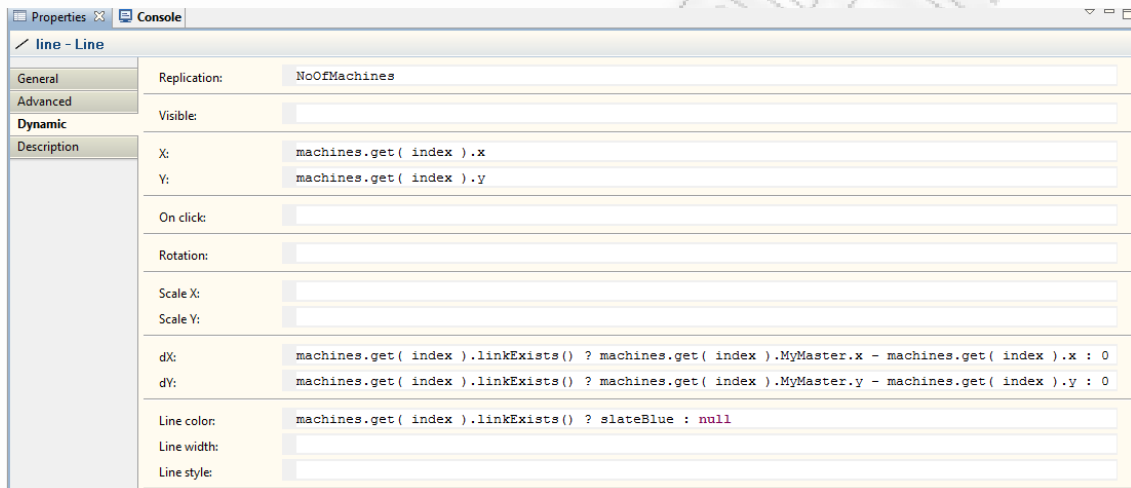 Properties Console
line - Line
General
Advanced
Dynamic
Description
Replication: NoOfMachines
Visible:
X: machines.get( index ).x
Y: machines.get( index ).y
On click:
Rotation:
Scale X:
Scale Y:
dX: machines.get( index ).linkExists() ? machines.get( index ).MyMaster.x - machines.get( index ).x : 0
dY: machines.get( index ).linkExists() ? machines.get( index ).MyMaster.y - machines.get( index ).y : 0
Line color: machines.get( index ).linkExists() ? slateBlue : null
Line width:
Line style: